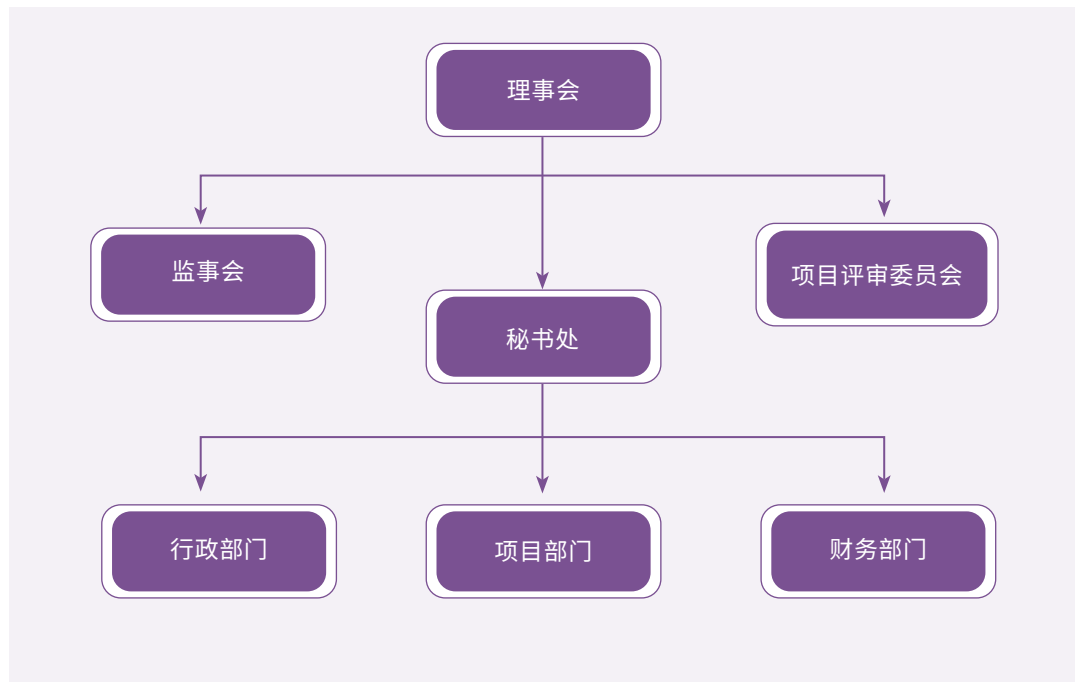 理事会
监事会
项目评审委员会
秘书处
行政部门
项目部门
财务部门